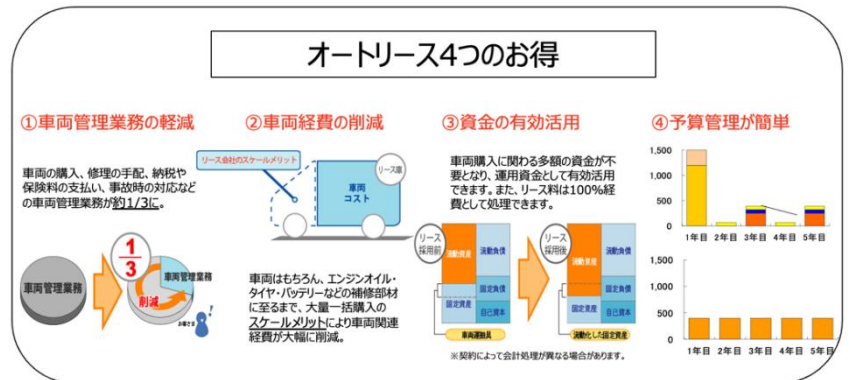 オートリース4つのお得
①車両管理業務の軽減
車両の購入、修理の手配、納税や
保険料の支払い、事故時の対応など
の車両管理業務が約1/3に。
車両管理業務
1
3
車両管理業務
削減
お客さま
②車両経費の削減
リース会社のスケールメリット
リース車
車両
コスト
車両はもちろん、エンジンオイル・
タイヤ・バッテリーなどの補修部材
に至るまで、大量一括購入の
スケールメリットにより車両関連
経費が大幅に削減。
③資金の有効活用
車両購入に関わる多額の資金が不
要となり、運用資金として有効活用
できます。また、リース料は100%経
費として処理できます。
リース
採用前
流動資産
流動負債
固定負債
固定資産
自己資本
車両運搬具
リース
採用後
流動資産
流動負債
固定負債
固定資産
自己資本
流動化した固定資産
※契約によって会計処理が異なる場合があります。
④予算管理が簡単
1,500
1,000
500
0
1年目 2年目 3年目 4年目 5年目
1,500
1,000
500
0
1年目 2年目 3年目 4年目 5年目